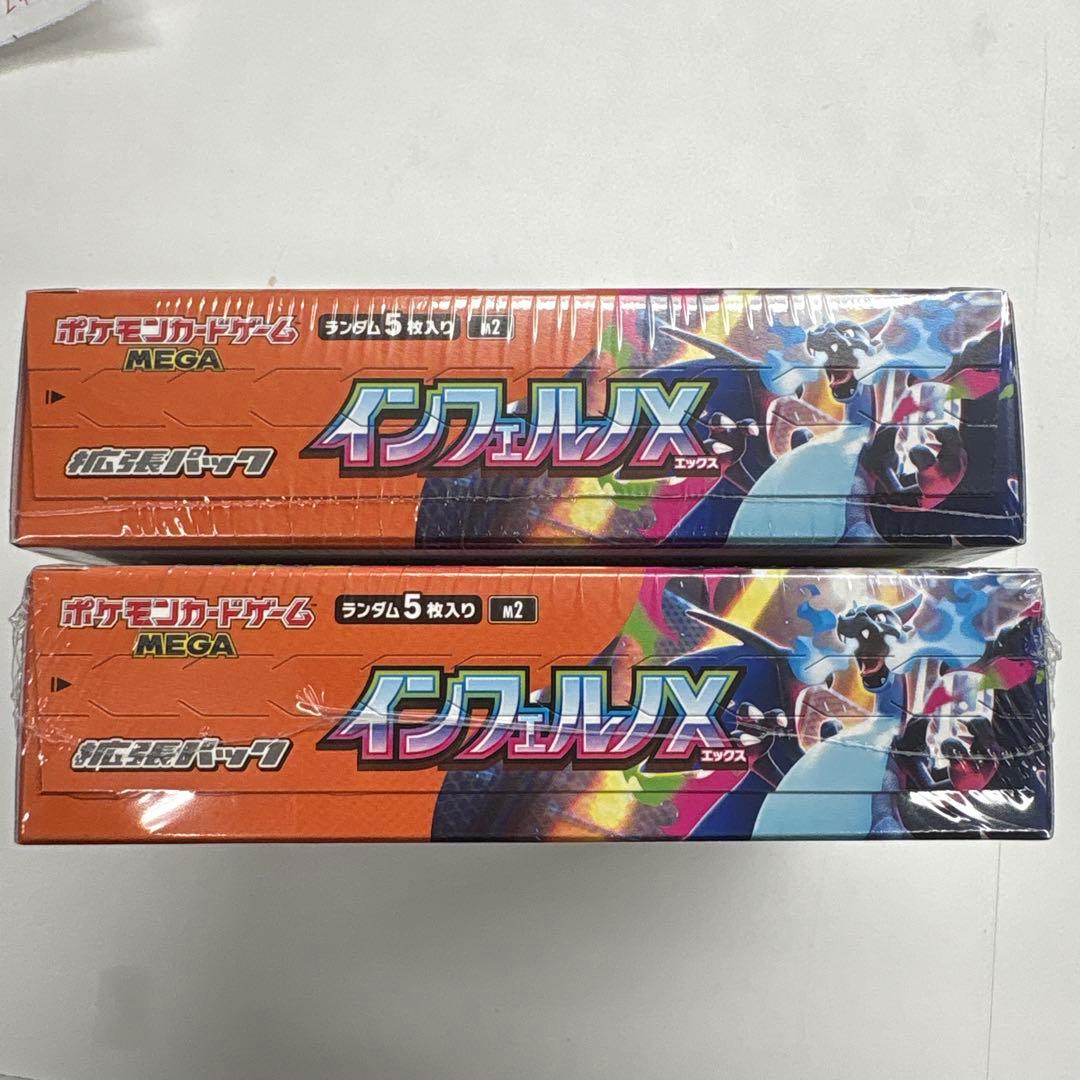 ポケモンカードゲーム
MEGA
ランダム5枚入り M2
インフェルノX
エックス
拡張パック
ポケモンカードゲーム
MEGA
ランダム5枚入り M2
インフェルノX
エックス
拡張パック